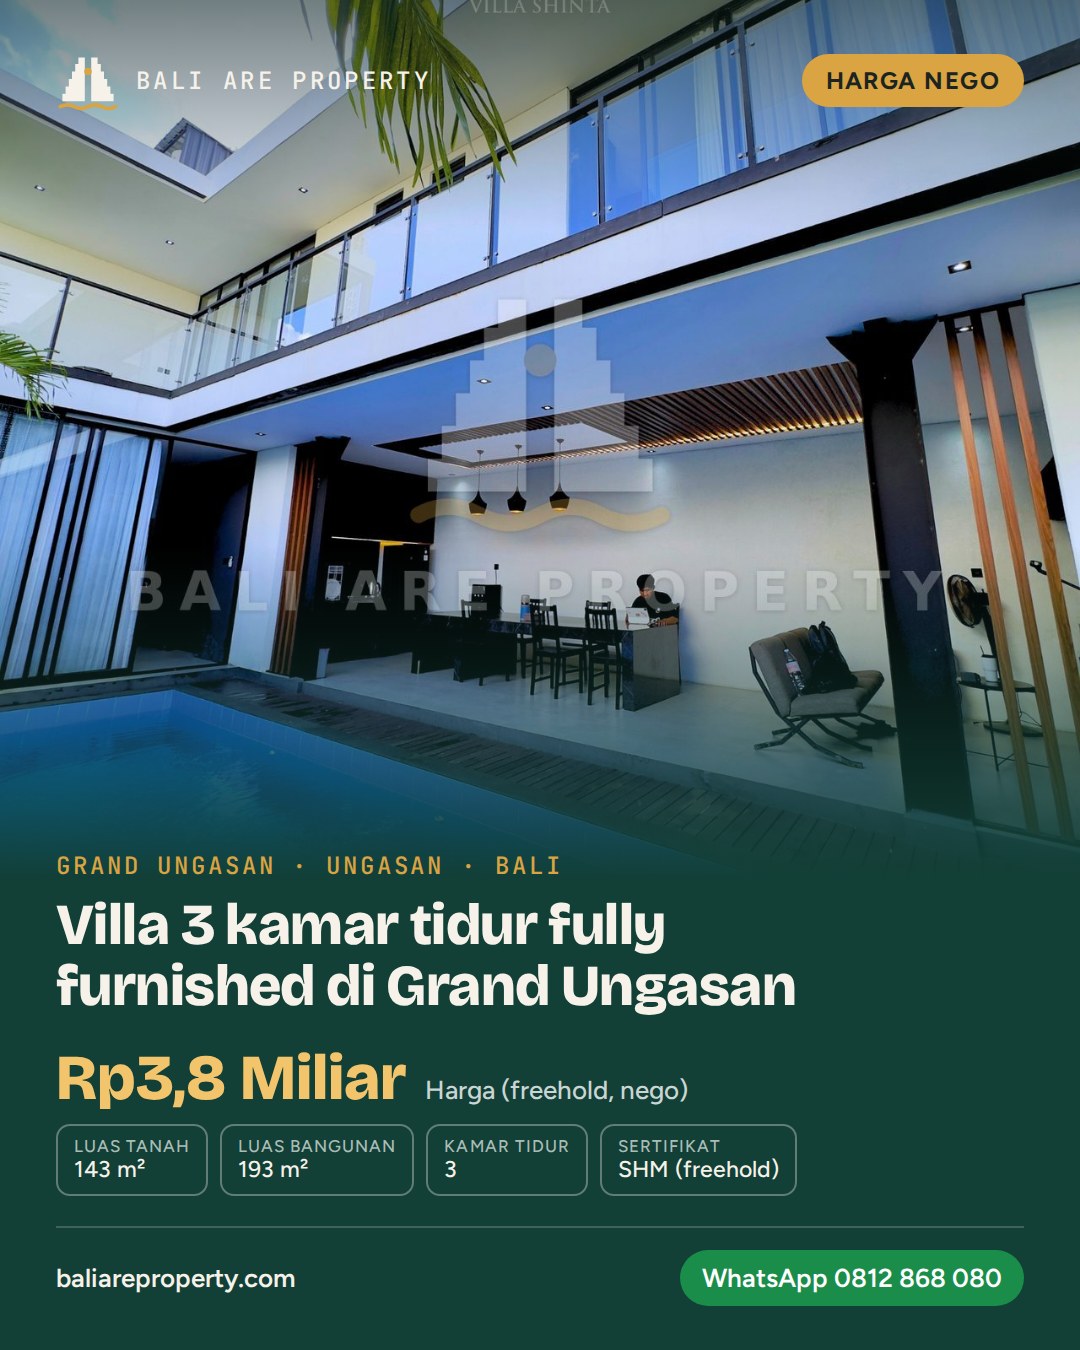 VILLA SHINTA
BALI ARE PROPERTY
HARGA NEGO
BALI ARE PROPERTY
GRAND UNGASAN · UNGASAN · BALI
Villa 3 kamar tidur fully
furnished di Grand Ungasan
Rp3,8 Miliar Harga (freehold, nego)
LUAS TANAH
143 m²
LUAS BANGUNAN
193 m²
KAMAR TIDUR
3
SERTIFIKAT
SHM (freehold)
baliareproperty.com
WhatsApp 0812 868 080